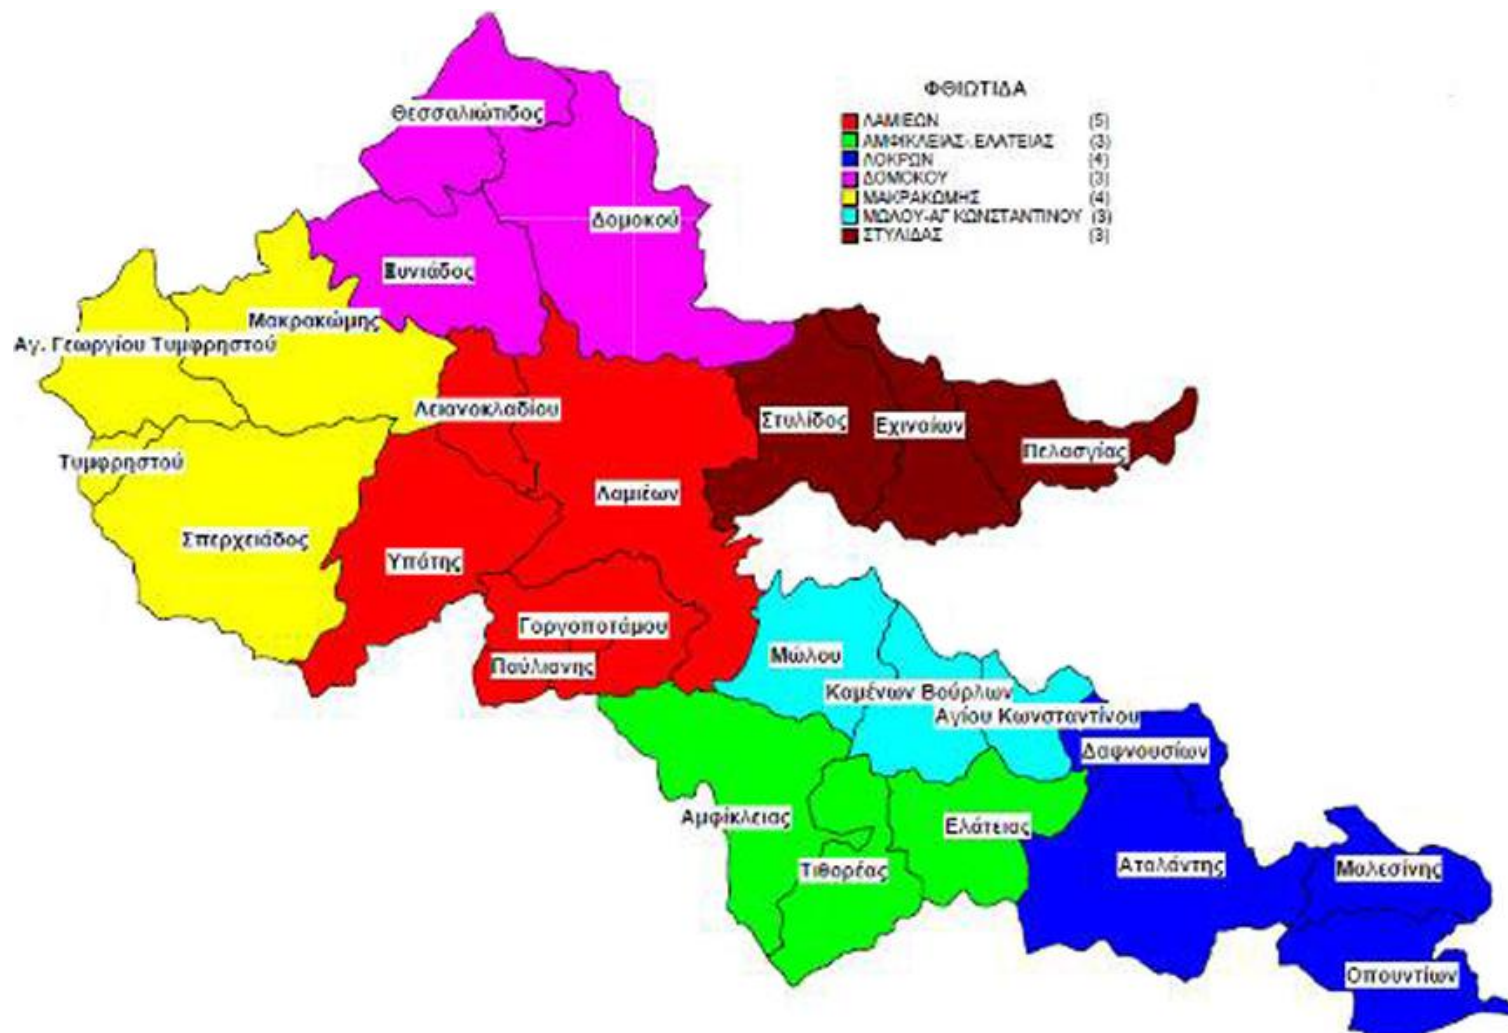 ΦΘΙΩΤΙΔΑ
ΛΑΜΙΕΩΝ (5)
ΑΜΦΙΚΛΕΙΑΣ-.ΕΛΑΤΕΙΑΣ (3)
ΛΟΚΡΩΝ (4)
ΔΟΜΟΚΟΥ (3)
ΜΑΚΡΑΚΩΜΗΣ (4)
ΜΩΛΟΥ-ΑΓ ΚΩΝΣΤΑΝΤΙΝΟΥ (3)
ΣΤΥΛΙΔΑΣ (3)
Θεσσαλιώτιδος
Δομοκού
Ξυνιάδος
Μακρακώμης
Αγ. Γεωργίου Τυμφρηστού
Λειανοκλαδίου
Στυλίδος
Εχιναίων
Πελασγίας
Τυμφρηστού
Λαμιέων
Σπερχειάδος
Υπάτης
Γοργοποτάμου
Παύλιανης
Μώλου
Καμένων Βούρλων
Αγίου Κωνσταντίνου
Δαφνουσίων
Αμφίκλειας
Ελάτειας
Τιθορέας
Αταλάντης
Μαλεσίνης
Οπουντίων